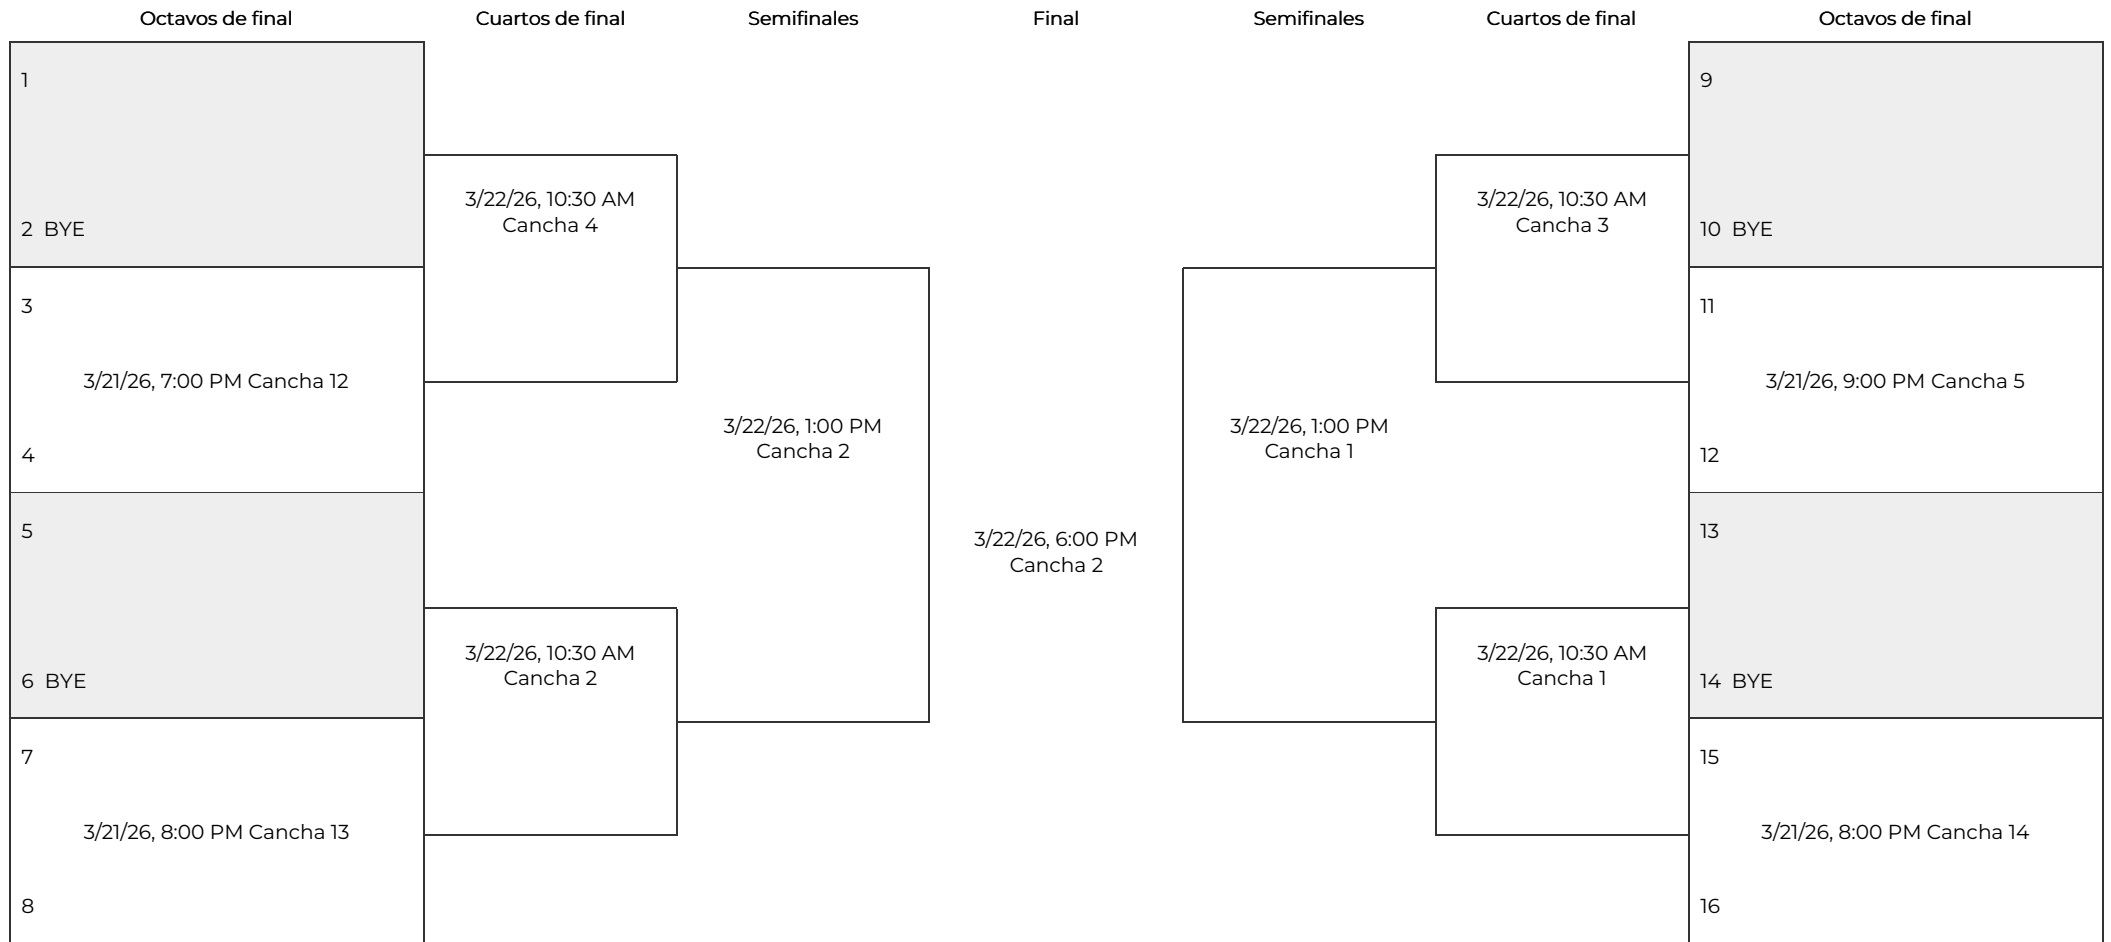 Octavos de final
Cuartos de final
Semifinales
Final
Semifinales
Cuartos de final
Octavos de final
1
2 BYE
3
3/21/26, 7:00 PM Cancha 12
4
5
6 BYE
7
3/21/26, 8:00 PM Cancha 13
8
3/22/26, 10:30 AM
Cancha 4
3/22/26, 10:30 AM
Cancha 2
3/22/26, 1:00 PM
Cancha 2
3/22/26, 6:00 PM
Cancha 2
3/22/26, 1:00 PM
Cancha 1
3/22/26, 10:30 AM
Cancha 3
3/22/26, 10:30 AM
Cancha 1
9
10 BYE
11
3/21/26, 9:00 PM Cancha 5
12
13
14 BYE
15
3/21/26, 8:00 PM Cancha 14
16